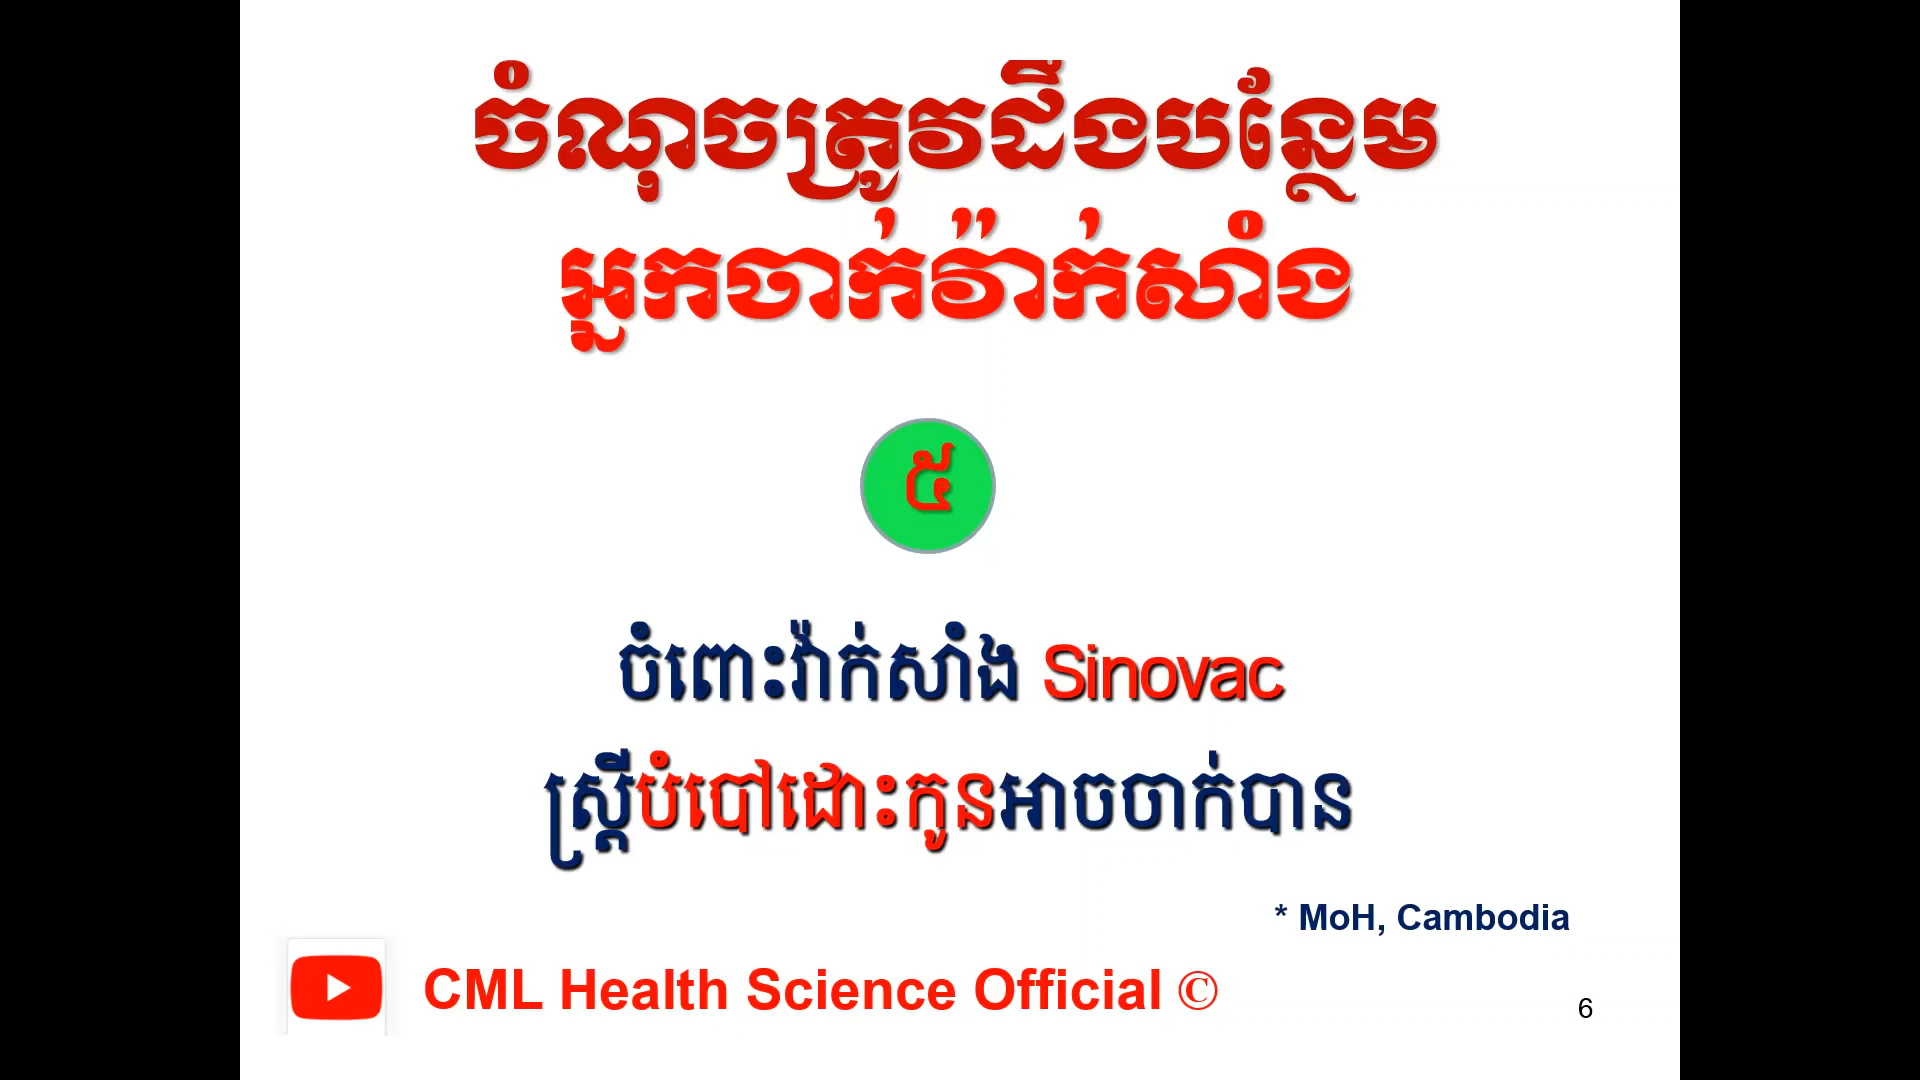 ចំណុចត្រូវដឹងបន្ថែម
អ្នកចាក់វ៉ាក់សាំង
៥
ចំពោះវ៉ាក់សាំង Sinovac
ស្ត្រីបំបៅដោះកូនអាចចាក់បាន
* MoH, Cambodia
CML Health Science Official ©
6